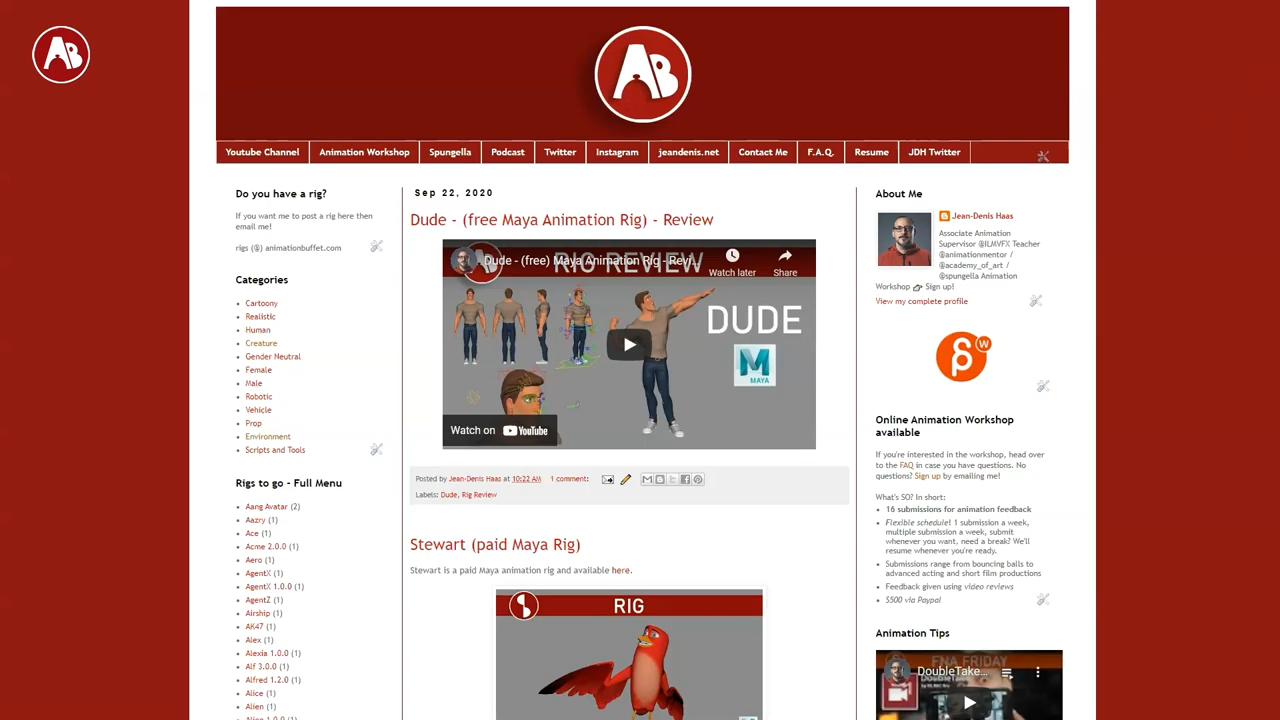 AB
AB
Youtube Channel
Animation Workshop
Spungella
Podcast
Twitter
Instagram
jeandenis.net
Contact Me
F.A.Q.
Resume
JDH Twitter
Do you have a rig?
If you want me to post a rig here then
email me!
rigs (@) animationbuffet.com
Categories
Cartoony
Realistic
Human
Creature
Gender Neutral
Female
Male
Robotic
Vehicle
Prop
Environment
Scripts and Tools
Rigs to go - Full Menu
Aang Avatar (2)
Aazry (1)
Ace (1)
Acme 2.0.0 (1)
Aero (1)
AgentX (1)
AgentX 1.0.0 (1)
AgentZ (1)
Airship (1)
AK47 (1)
Alex (1)
Alexia 1.0.0 (1)
Alf 3.0.0 (1)
Alfred 1.2.0 (1)
Alice (1)
Alien (1)
Sep 22, 2020
Dude - (free Maya Animation Rig) - Review
Dude - (free) Maya Animation Rig - Revi...
RIG REVIEW
Watch later
Share
DUDE
MAYA
Watch on YouTube
Posted by Jean-Denis Haas at 10:22 AM 1 comment:
Labels: Dude, Rig Review
Stewart (paid Maya Rig)
Stewart is a paid Maya animation rig and available here.
RIG
About Me
Jean-Denis Haas
Associate Animation
Supervisor @ILMVFX Teacher
@animationmentor /
@academy_of_art /
@spungella Animation
Workshop Sign up!
View my complete profile
W
Online Animation Workshop
available
If you're interested in the workshop, head over
to the FAQ in case you have questions. No
questions? Sign up by emailing me!
What's SO? In short:
16 submissions for animation feedback
Flexible schedule! 1 submission a week,
multiple submission a week, submit
whenever you want, need a break? We'll
resume whenever you're ready.
Submissions range from bouncing balls to
advanced acting and short film productions
Feedback given using video reviews
$500 via Paypal
Animation Tips
FNA FRIDAY
DoubleTake...